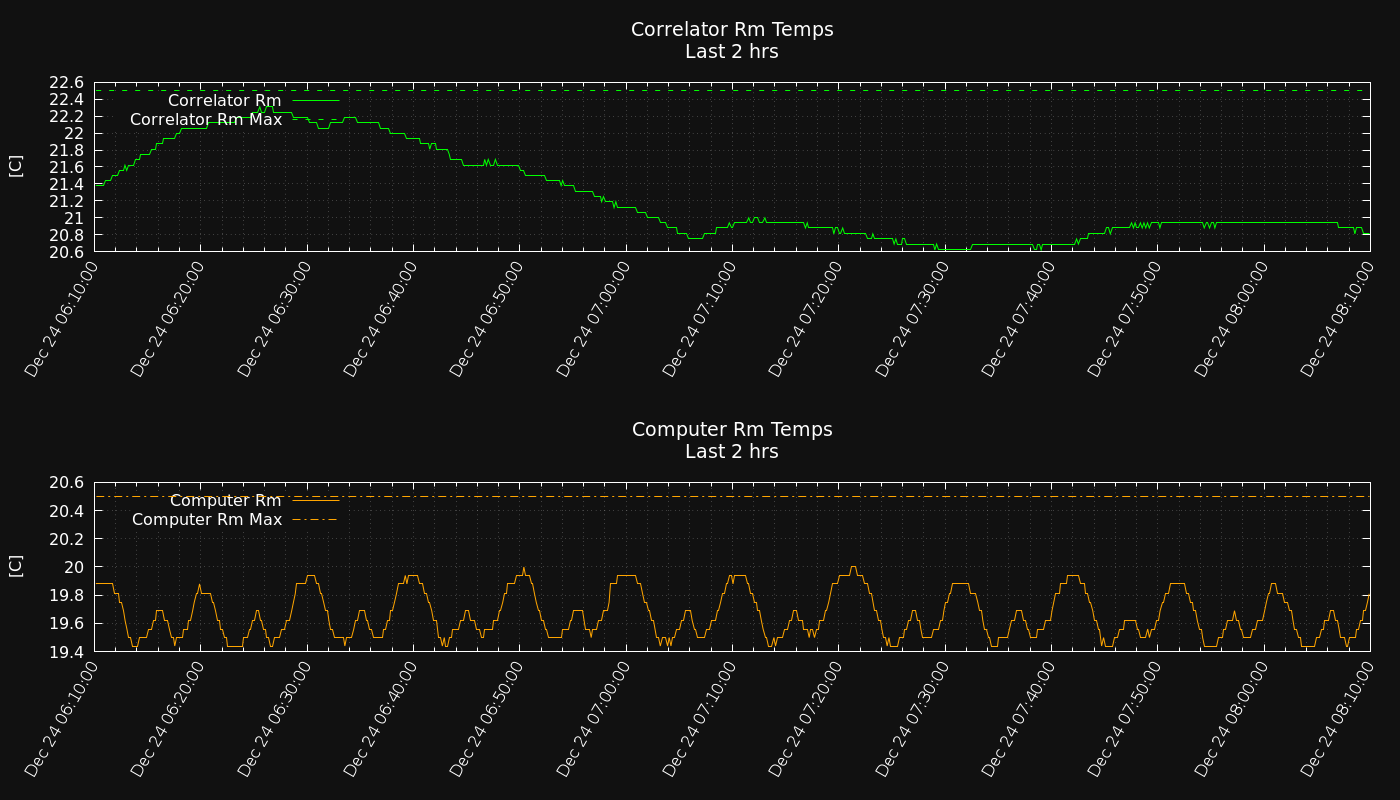 Correlator Rm Temps
Last 2 hrs
[C]
22.6
22.4
22.2
22
21.8
21.6
21.4
21.2
21
20.8
20.6
Correlator Rm
Correlator Rm Max
Dec 24 06:10:00
Dec 24 06:20:00
Dec 24 06:30:00
Dec 24 06:40:00
Dec 24 06:50:00
Dec 24 07:00:00
Dec 24 07:10:00
Dec 24 07:20:00
Dec 24 07:30:00
Dec 24 07:40:00
Dec 24 07:50:00
Dec 24 08:00:00
Dec 24 08:10:00
Computer Rm Temps
Last 2 hrs
[C]
20.6
20.4
20.2
20
19.8
19.6
19.4
Computer Rm
Computer Rm Max
Dec 24 06:10:00
Dec 24 06:20:00
Dec 24 06:30:00
Dec 24 06:40:00
Dec 24 06:50:00
Dec 24 07:00:00
Dec 24 07:10:00
Dec 24 07:20:00
Dec 24 07:30:00
Dec 24 07:40:00
Dec 24 07:50:00
Dec 24 08:00:00
Dec 24 08:10:00